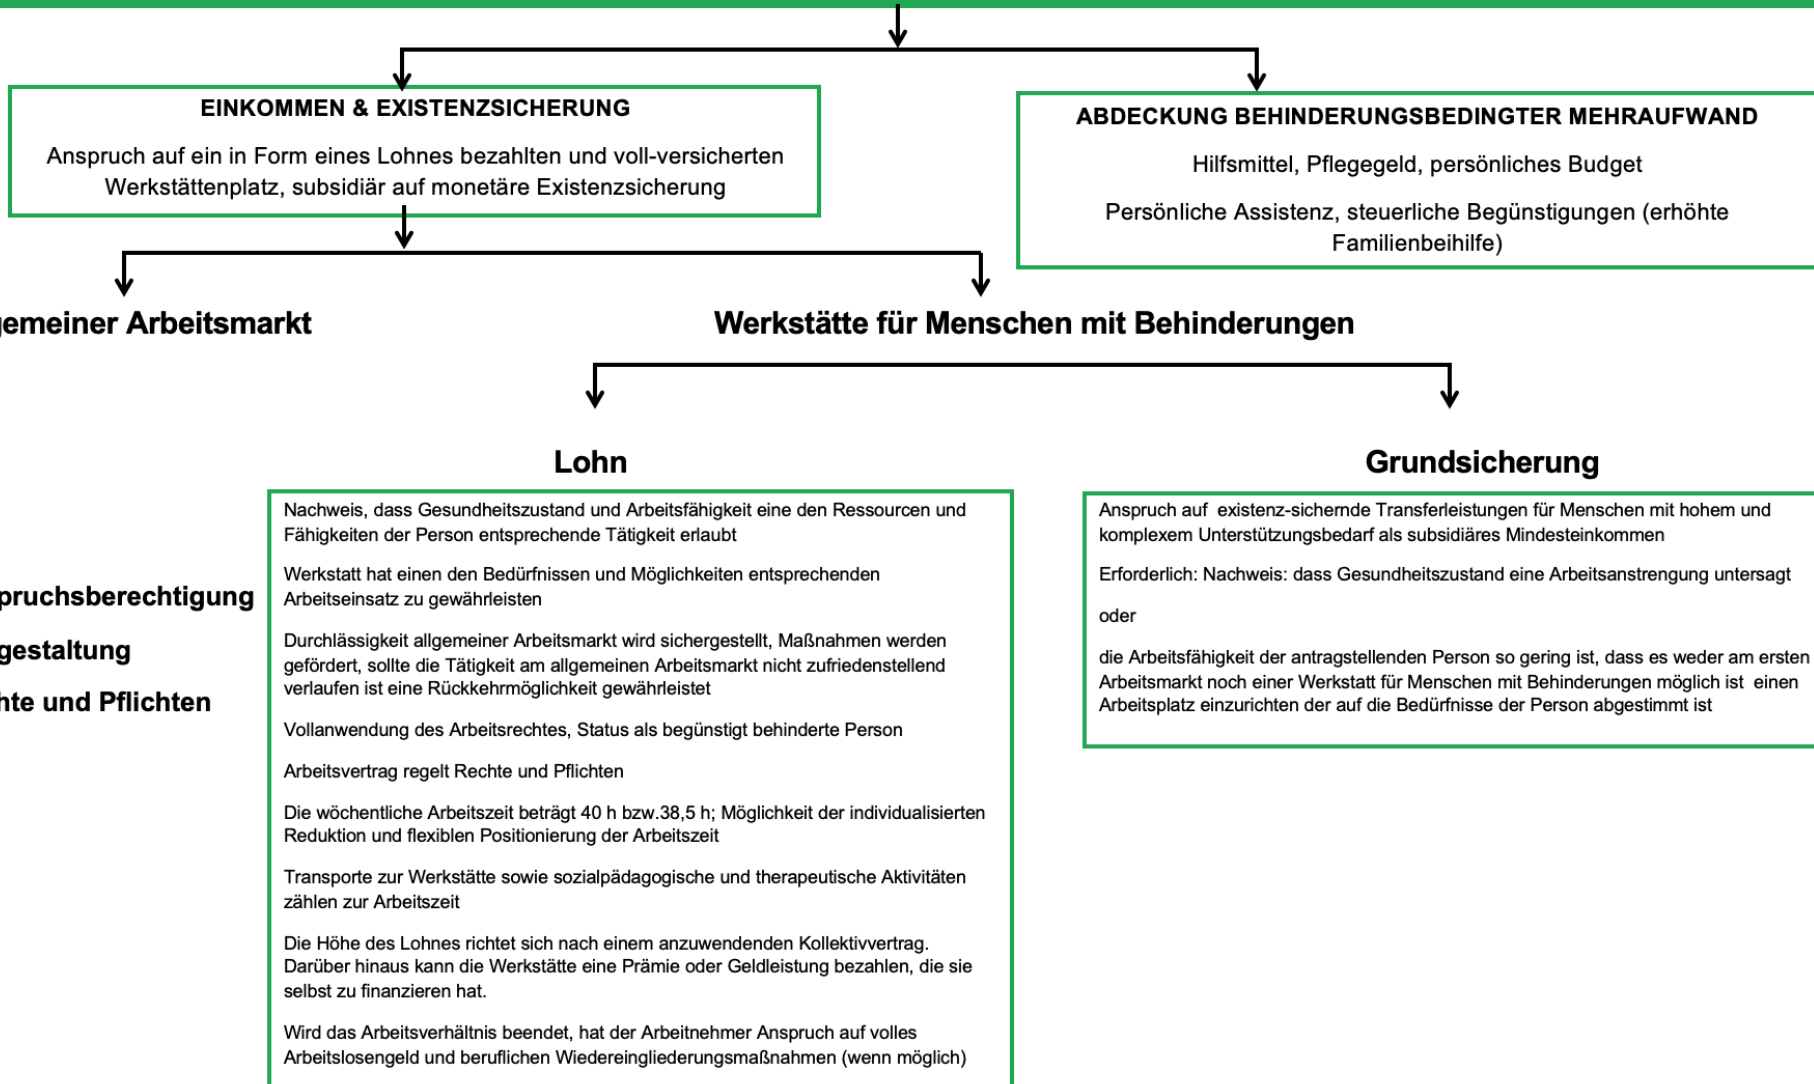 EINKOMMEN & EXISTENZSICHERUNG
Anspruch auf ein in Form eines Lohnes bezahlten und voll-versicherten
Werkstättenplatz, subsidiär auf monetäre Existenzsicherung
ABDECKUNG BEHINDERUNGSBEDINGTER MEHRAUFWAND
Hilfsmittel, Pflegegeld, persönliches Budget
Persönliche Assistenz, steuerliche Begünstigungen (erhöhte
Familienbeihilfe)
gemeiner Arbeitsmarkt
Werkstätte für Menschen mit Behinderungen
Lohn
Grundsicherung
pruchsberechtigung
gestaltung
hte und Pflichten
Nachweis, dass Gesundheitszustand und Arbeitsfähigkeit eine den Ressourcen und
Fähigkeiten der Person entsprechende Tätigkeit erlaubt
Werkstatt hat einen den Bedürfnissen und Möglichkeiten entsprechenden
Arbeitseinsatz zu gewährleisten
Durchlässigkeit allgemeiner Arbeitsmarkt wird sichergestellt, Maßnahmen werden
gefördert, sollte die Tätigkeit am allgemeinen Arbeitsmarkt nicht zufriedenstellend
verlaufen ist eine Rückkehrmöglichkeit gewährleistet
Vollanwendung des Arbeitsrechtes, Status als begünstigt behinderte Person
Arbeitsvertrag regelt Rechte und Pflichten
Die wöchentliche Arbeitszeit beträgt 40 h bzw.38,5 h; Möglichkeit der individualisierten
Reduktion und flexiblen Positionierung der Arbeitszeit
Transporte zur Werkstätte sowie sozialpädagogische und therapeutische Aktivitäten
zählen zur Arbeitszeit
Die Höhe des Lohnes richtet sich nach einem anzuwendenden Kollektivvertrag.
Darüber hinaus kann die Werkstätte eine Prämie oder Geldleistung bezahlen, die sie
selbst zu finanzieren hat.
Wird das Arbeitsverhältnis beendet, hat der Arbeitnehmer Anspruch auf volles
Arbeitslosengeld und beruflichen Wiedereingliederungsmaßnahmen (wenn möglich)
Anspruch auf existenz-sichernde Transferleistungen für Menschen mit hohem und
komplexem Unterstützungsbedarf als subsidiäres Mindesteinkommen
Erforderlich: Nachweis: dass Gesundheitszustand eine Arbeitsanstrengung untersagt
oder
die Arbeitsfähigkeit der antragstellenden Person so gering ist, dass es weder am ersten
Arbeitsmarkt noch einer Werkstatt für Menschen mit Behinderungen möglich ist einen
Arbeitsplatz einzurichten der auf die Bedürfnisse der Person abgestimmt ist